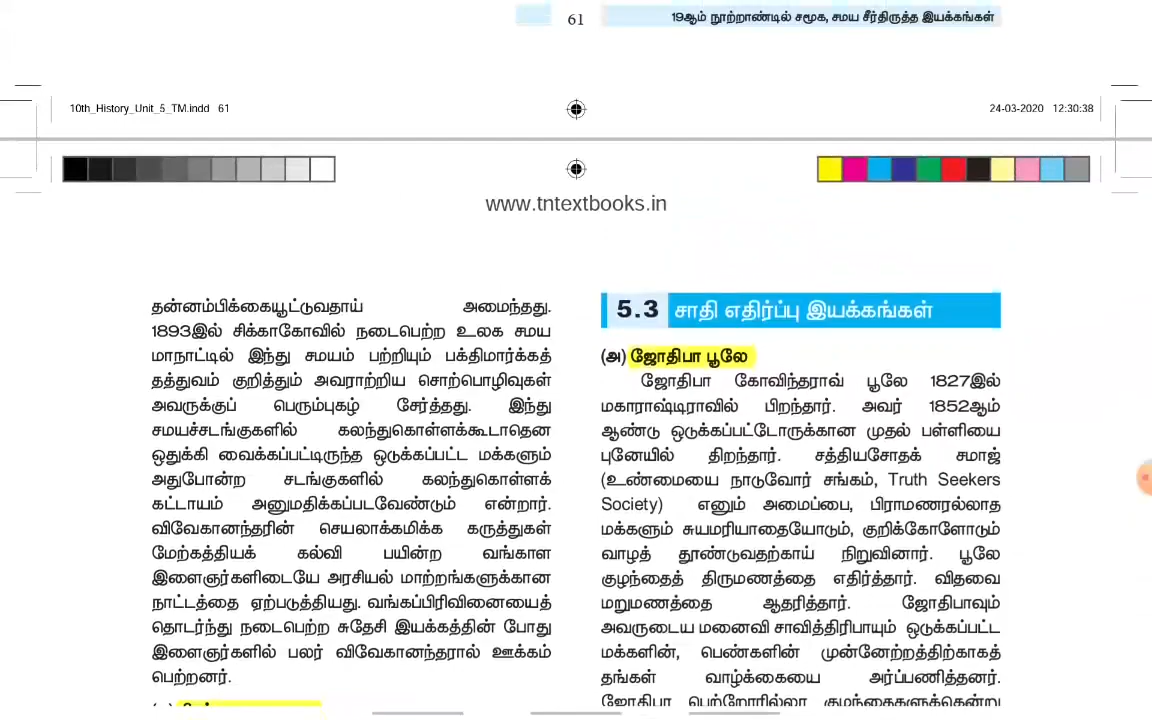 61
19ஆம் நூற்றாண்டில் சமூக, சமய சீர்திருத்த இயக்கங்கள்
10th_History_Unit_5_TM.indd 61
24-03-2020 12:30:38
www.tntextbooks.in
தன்னம்பிக்கையூட்டுவதாய் அமைந்தது.
1893இல் சிக்காகோவில் நடைபெற்ற உலக சமய
மாநாட்டில் இந்து சமயம் பற்றியும் பக்திமார்க்கத்
தத்துவம் குறித்தும் அவராற்றிய சொற்பொழிவுகள்
அவருக்குப் பெரும்புகழ் சேர்த்தது. இந்து
சமயச்சடங்குகளில் கலந்துகொள்ளக்கூடாதென
ஒதுக்கி வைக்கப்பட்டிருந்த ஒடுக்கப்பட்ட மக்களும்
அதுபோன்ற சடங்குகளில் கலந்துகொள்ளக்
கட்டாயம் அனுமதிக்கப்படவேண்டும் என்றார்.
விவேகானந்தரின் செயலாக்கமிக்க கருத்துகள்
மேற்கத்தியக் கல்வி பயின்ற வங்காள
இளைஞர்களிடையே அரசியல் மாற்றங்களுக்கான
நாட்டத்தை ஏற்படுத்தியது. வங்கப்பிரிவினையைத்
தொடர்ந்து நடைபெற்ற சுதேசி இயக்கத்தின் போது
இளைஞர்களில் பலர் விவேகானந்தரால் ஊக்கம்
பெற்றனர்.
5.3 சாதி எதிர்ப்பு இயக்கங்கள்
(அ) ஜோதிபா பூலே
ஜோதிபா கோவிந்தராவ் பூலே 1827இல்
மகாராஷ்டிராவில் பிறந்தார். அவர் 1852ஆம்
ஆண்டு ஒடுக்கப்பட்டோருக்கான முதல் பள்ளியை
புனேயில் திறந்தார். சத்தியசோதக் சமாஜ்
(உண்மையை நாடுவோர் சங்கம், Truth Seekers
Society) எனும் அமைப்பை, பிராமணரல்லாத
மக்களும் சுயமரியாதையோடும், குறிக்கோளோடும்
வாழத் தூண்டுவதற்காய் நிறுவினார். பூலே
குழந்தைத் திருமணத்தை எதிர்த்தார். விதவை
மறுமணத்தை ஆதரித்தார். ஜோதிபாவும்
அவருடைய மனைவி சாவித்திரிபாயும் ஒடுக்கப்பட்ட
மக்களின், பெண்களின் முன்னேற்றத்திற்காகத்
தங்கள் வாழ்க்கையை அர்ப்பணித்தனர்.
ஜோதிபா பெற்றோரில்லா குழந்தைகளுக்கென்று